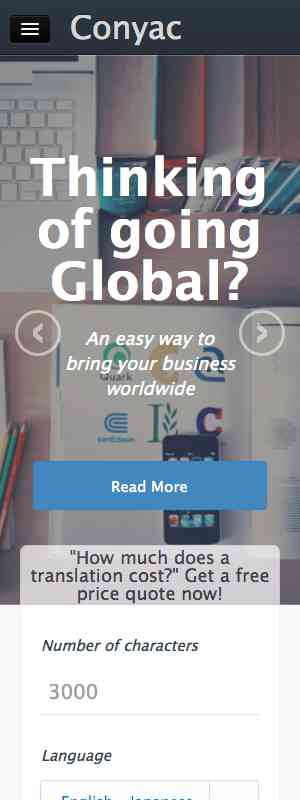 Conyac
Thinking
of going
Global?
An easy way to
bring your business
worldwide
Quark
Read More
"How much does a
translation cost?" Get a free
price quote now!
Number of characters
3000
Language